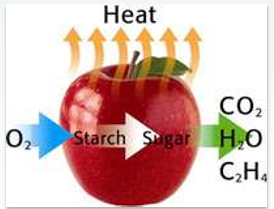 Heat
O₂ Starch Sugar CO₂
H₂O
C₂H₄